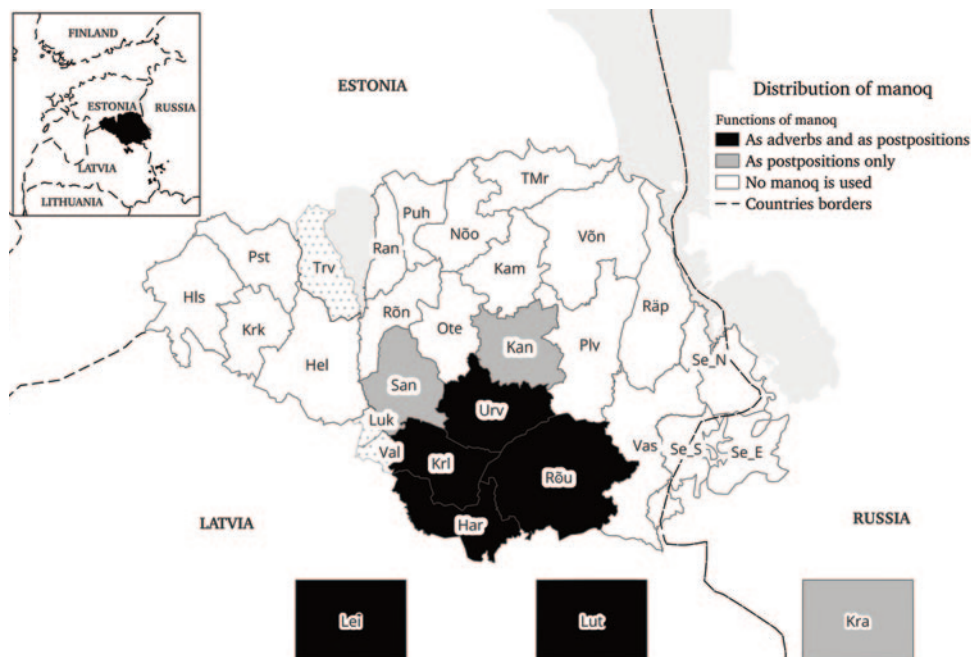 FINLAND
ESTONIA
RUSSIA
LATVIA
LITHUANIA
ESTONIA
Distribution of manoq
Functions of manoq
As adverbs and as postpositions
As postpositions only
No manoq is used
Countries borders
TMr
Puh
Nõo
Võn
Ran
Pst
Trv
Kam
Hls
Rõn
Räp
Krk
Ote
Kan
Plv
Hel
Se_N
San
Urv
Luk
Val
Vas
Se_S
Se_E
Krl
Rõu
Har
LATVIA
RUSSIA
Lei
Lut
Kra